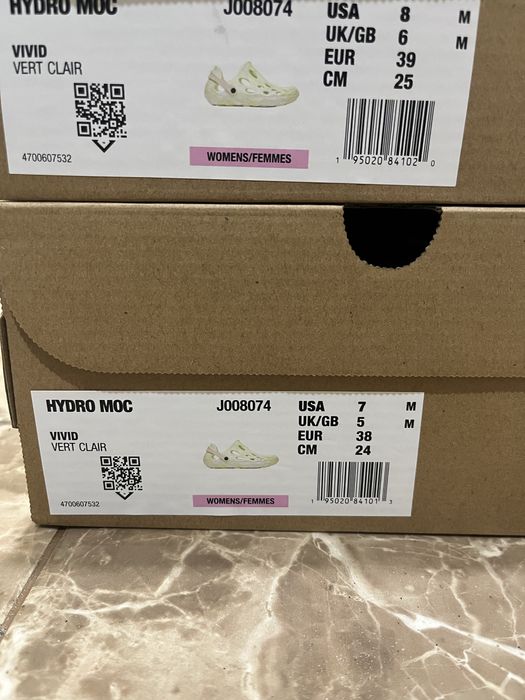 HYDRO MOC J008074 USA 8 M
UK/GB 6 M
VIVID EUR 39
VERT CLAIR CM 25
4700607532 WOMENS/FEMMES 1 95020 84102 0
HYDRO MOC J008074 USA 7 M
UK/GB 5 M
VIVID EUR 38
VERT CLAIR CM 24
4700607532 WOMENS/FEMMES 1 95020 84101 3